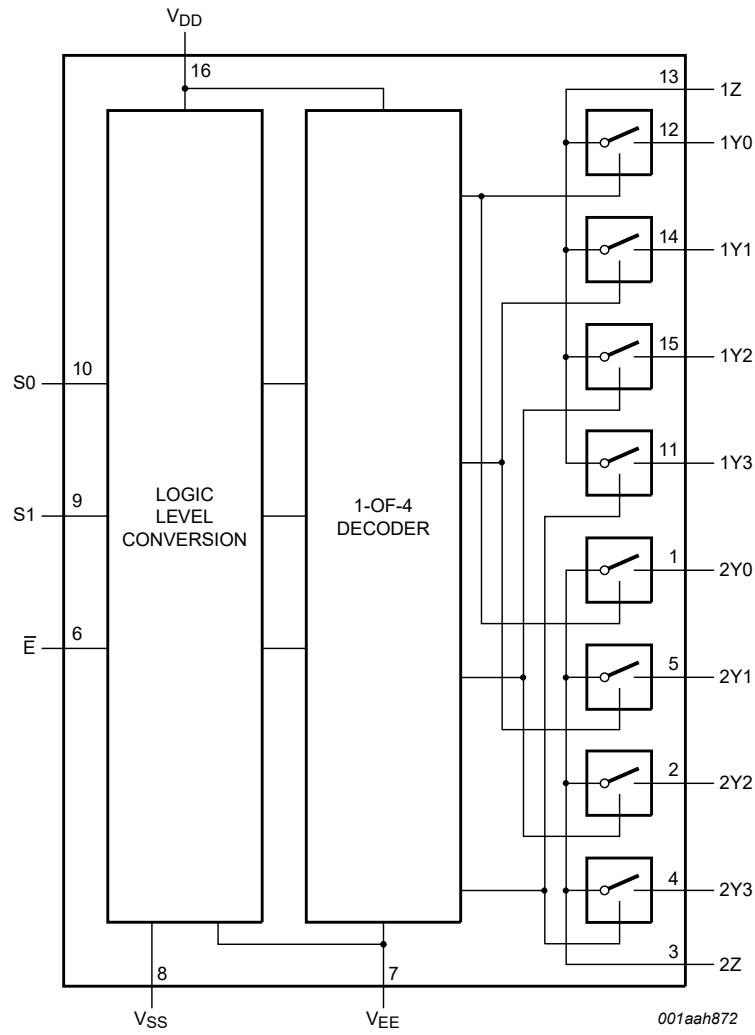 VDD
16
13
1Z
12
1Y0
14
1Y1
15
1Y2
10
S0
11
1Y3
LOGIC
LEVEL
CONVERSION
1-OF-4
DECODER
9
S1
1
2Y0
6
E̅
5
2Y1
2
2Y2
4
2Y3
3
2Z
8
7
VSS
VEE
001aah872